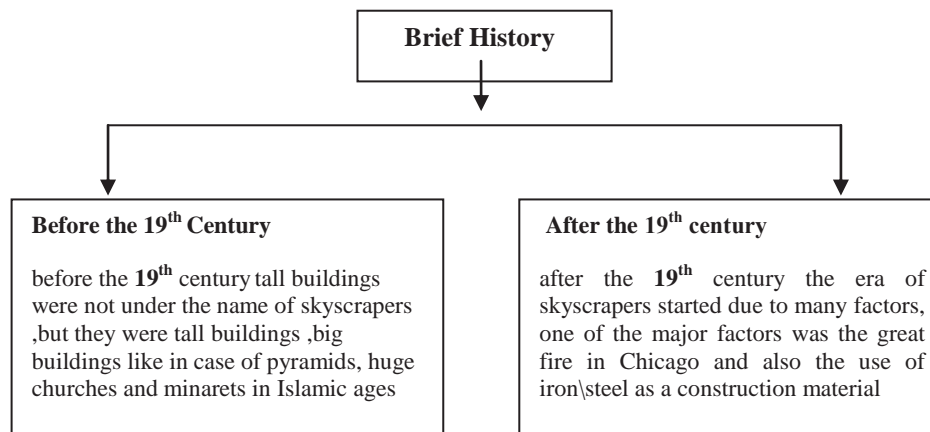 Brief History
Before the 19th Century
before the 19th century tall buildings
were not under the name of skyscrapers
,but they were tall buildings ,big
buildings like in case of pyramids, huge
churches and minarets in Islamic ages
After the 19th century
after the 19th century the era of
skyscrapers started due to many factors,
one of the major factors was the great
fire in Chicago and also the use of
iron\steel as a construction material